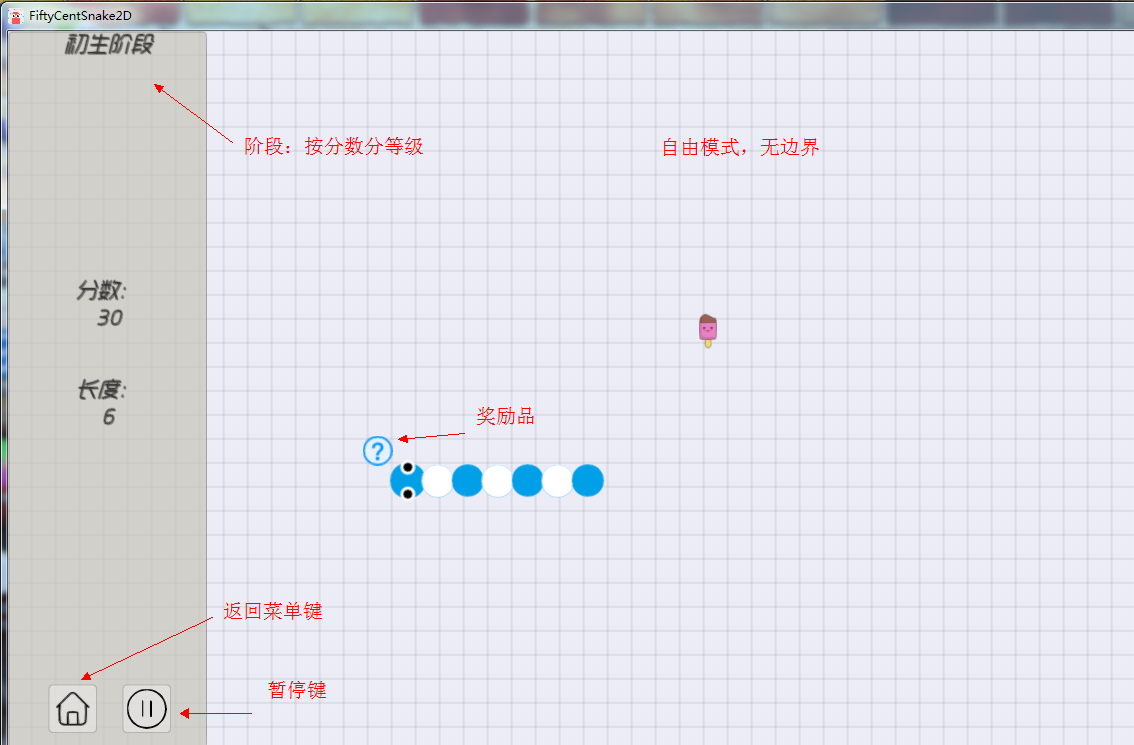 FiftyCentSnake2D
初生阶段
阶段：按分数分等级
自由模式，无边界
分数:
30
长度:
6
奖励品
?
返回菜单键
暂停键